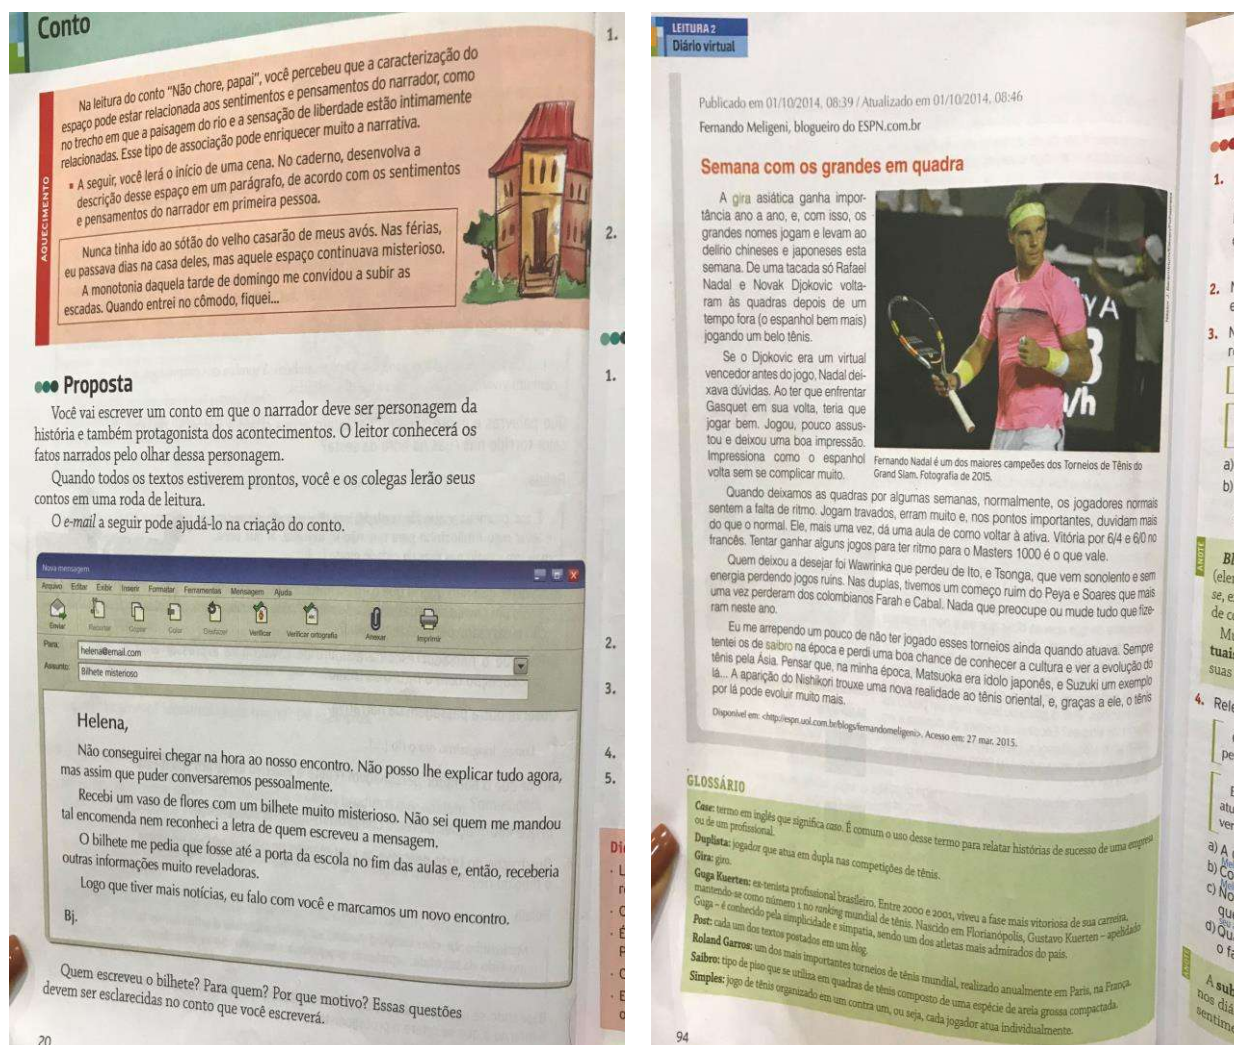 Conto
Na leitura do conto "Não chore, papai", você percebeu que a caracterização do
espaço pode estar relacionada aos sentimentos e pensamentos do narrador, como
no trecho em que a paisagem do rio e a sensação de liberdade estão intimamente
relacionadas. Esse tipo de associação pode enriquecer muito a narrativa.
A seguir, você lerá o início de uma cena. No caderno, desenvolva a
descrição desse espaço em um parágrafo, de acordo com os sentimentos
e pensamentos do narrador em primeira pessoa.
AQUECIMENTO
Nunca tinha ido ao sótão do velho casarão de meus avós. Nas férias,
eu passava dias na casa deles, mas aquele espaço continuava misterioso.
A monotonia daquela tarde de domingo me convidou a subir as
escadas. Quando entrei no cômodo, fiquei...
Proposta
Você vai escrever um conto em que o narrador deve ser personagem da
história e também protagonista dos acontecimentos. O leitor conhecerá os
fatos narrados pelo olhar dessa personagem.
Quando todos os textos estiverem prontos, você e os colegas lerão seus
contos em uma roda de leitura.
O e-mail a seguir pode ajudá-lo na criação do conto.
Nova mensagem
Arquivo Editar Exibir Inserir Formatar Ferramentas Mensagem Ajuda
Enviar Recortar Copiar Colar Desfazer Verificar Verificar ortografia Anexar Imprimir
Para: helena@email.com
Assunto: Bilhete misterioso
Helena,
Não conseguirei chegar na hora ao nosso encontro. Não posso lhe explicar tudo agora,
mas assim que puder conversaremos pessoalmente.
Recebi um vaso de flores com um bilhete muito misterioso. Não sei quem me mandou
tal encomenda nem reconheci a letra de quem escreveu a mensagem.
O bilhete me pedia que fosse até a porta da escola no fim das aulas e, então, receberia
outras informações muito reveladoras.
Logo que tiver mais notícias, eu falo com você e marcamos um novo encontro.
Bj.
Quem escreveu o bilhete? Para quem? Por que motivo? Essas questões
devem ser esclarecidas no conto que você escreverá.
20
1.
2.
1.
2.
3.
4.
5.
LEITURA 2
Diário virtual
Publicado em 01/10/2014, 08:39 / Atualizado em 01/10/2014, 08:46
Fernando Meligeni, blogueiro do ESPN.com.br
Semana com os grandes em quadra
A gira asiática ganha impor-
tância ano a ano, e, com isso, os
grandes nomes jogam e levam ao
delírio chineses e japoneses esta
semana. De uma tacada só Rafael
Nadal e Novak Djokovic volta-
ram às quadras depois de um
tempo fora (o espanhol bem mais)
jogando um belo tênis.
Se o Djokovic era um virtual
vencedor antes do jogo, Nadal dei-
xava dúvidas. Ao ter que enfrentar
Gasquet em sua volta, teria que
jogar bem. Jogou, pouco assus-
tou e deixou uma boa impressão.
Impressiona como o espanhol
volta sem se complicar muito.
Fernando Nadal é um dos maiores campeões dos Torneios de Tênis do
Grand Slam. Fotografia de 2015.
Quando deixamos as quadras por algumas semanas, normalmente, os jogadores normais
sentem a falta de ritmo. Jogam travados, erram muito e, nos pontos importantes, duvidam mais
do que o normal. Ele, mais uma vez, dá uma aula de como voltar à ativa. Vitória por 6/4 e 6/0 no
francês. Tentar ganhar alguns jogos para ter ritmo para o Masters 1000 é o que vale.
Quem deixou a desejar foi Wawrinka que perdeu de Ito, e Tsonga, que vem sonolento e sem
energia perdendo jogos ruins. Nas duplas, tivemos um começo ruim do Peya e Soares que mais
uma vez perderam dos colombianos Farah e Cabal. Nada que preocupe ou mude tudo que fize-
ram neste ano.
Eu me arrependo um pouco de não ter jogado esses torneios ainda quando atuava. Sempre
tentei os de saibro na época e perdi uma boa chance de conhecer a cultura e ver a evolução do
tênis pela Ásia. Pensar que, na minha época, Matsuoka era ídolo japonês, e Suzuki um exemplo
lá... A aparição do Nishikori trouxe uma nova realidade ao tênis oriental, e, graças a ele, o tênis
por lá pode evoluir muito mais.
Disponível em: <http://espn.uol.com.br/blogs/fernandomeligeni>. Acesso em: 27 mar. 2015.
GLOSSÁRIO
Case: termo em inglês que significa caso. É comum o uso desse termo para relatar histórias de sucesso de uma empresa
ou de um profissional.
Duplista: jogador que atua em dupla nas competições de tênis.
Gira: giro.
Guga Kuerten: ex-tenista profissional brasileiro. Entre 2000 e 2001, viveu a fase mais vitoriosa de sua carreira,
mantendo-se como número 1 no ranking mundial de tênis. Nascido em Florianópolis, Gustavo Kuerten – apelidado
Guga – é conhecido pela simplicidade e simpatia, sendo um dos atletas mais admirados do país.
Post: cada um dos textos postados em um blog.
Roland Garros: um dos mais importantes torneios de tênis mundial, realizado anualmente em Paris, na França.
Saibro: tipo de piso que se utiliza em quadras de tênis composto de uma espécie de areia grossa compactada.
Simples: jogo de tênis organizado em um contra um, ou seja, cada jogador atua individualmente.
94
1.
2.
3.
a)
b)
ANOTE
4. Rele
a) A
b) Co
c) No
que
d) Qu
o fa
A sub
nos diá
sentime